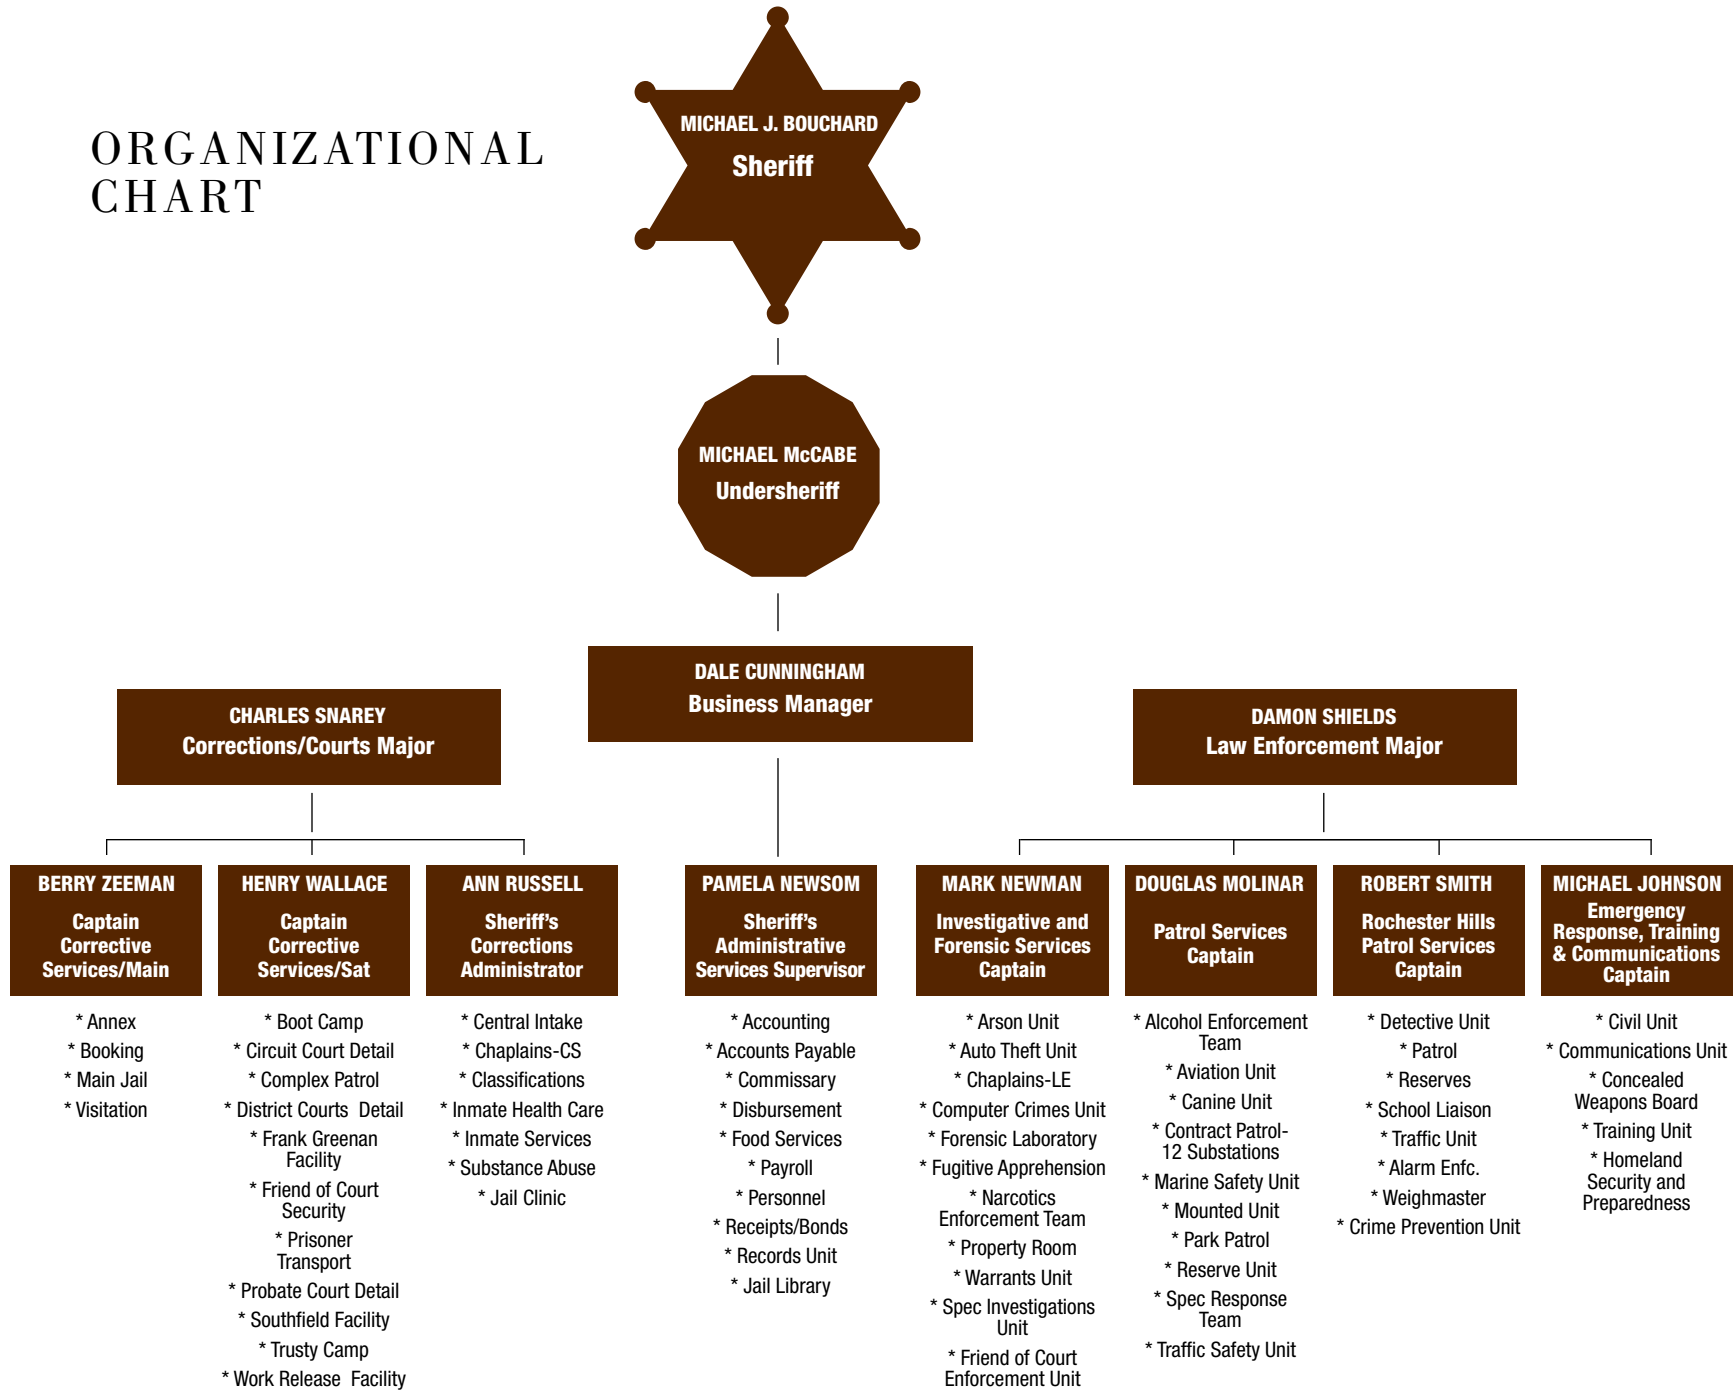 ORGANIZATIONAL
CHART
MICHAEL J. BOUCHARD
Sheriff
MICHAEL McCABE
Undersheriff
DALE CUNNINGHAM
Business Manager
CHARLES SNAREY
Corrections/Courts Major
DAMON SHIELDS
Law Enforcement Major
BERRY ZEEMAN
Captain
Corrective
Services/Main
* Annex
* Booking
* Main Jail
* Visitation
HENRY WALLACE
Captain
Corrective
Services/Sat
* Boot Camp
* Circuit Court Detail
* Complex Patrol
* District Courts Detail
* Frank Greenan
Facility
* Friend of Court
Security
* Prisoner
Transport
* Probate Court Detail
* Southfield Facility
* Trusty Camp
* Work Release Facility
ANN RUSSELL
Sheriff's
Corrections
Administrator
* Central Intake
* Chaplains-CS
* Classifications
* Inmate Health Care
* Inmate Services
* Substance Abuse
* Jail Clinic
PAMELA NEWSOM
Sheriff's
Administrative
Services Supervisor
* Accounting
* Accounts Payable
* Commissary
* Disbursement
* Food Services
* Payroll
* Personnel
* Receipts/Bonds
* Records Unit
* Jail Library
MARK NEWMAN
Investigative and
Forensic Services
Captain
* Arson Unit
* Auto Theft Unit
* Chaplains-LE
* Computer Crimes Unit
* Forensic Laboratory
* Fugitive Apprehension
* Narcotics
Enforcement Team
* Property Room
* Warrants Unit
* Spec Investigations
Unit
* Friend of Court
Enforcement Unit
DOUGLAS MOLINAR
Patrol Services
Captain
* Alcohol Enforcement
Team
* Aviation Unit
* Canine Unit
* Contract Patrol-
12 Substations
* Marine Safety Unit
* Mounted Unit
* Park Patrol
* Reserve Unit
* Spec Response
Team
* Traffic Safety Unit
ROBERT SMITH
Rochester Hills
Patrol Services
Captain
* Detective Unit
* Patrol
* Reserves
* School Liaison
* Traffic Unit
* Alarm Enfc.
* Weighmaster
* Crime Prevention Unit
MICHAEL JOHNSON
Emergency
Response, Training
& Communications
Captain
* Civil Unit
* Communications Unit
* Concealed
Weapons Board
* Training Unit
* Homeland
Security and
Preparedness